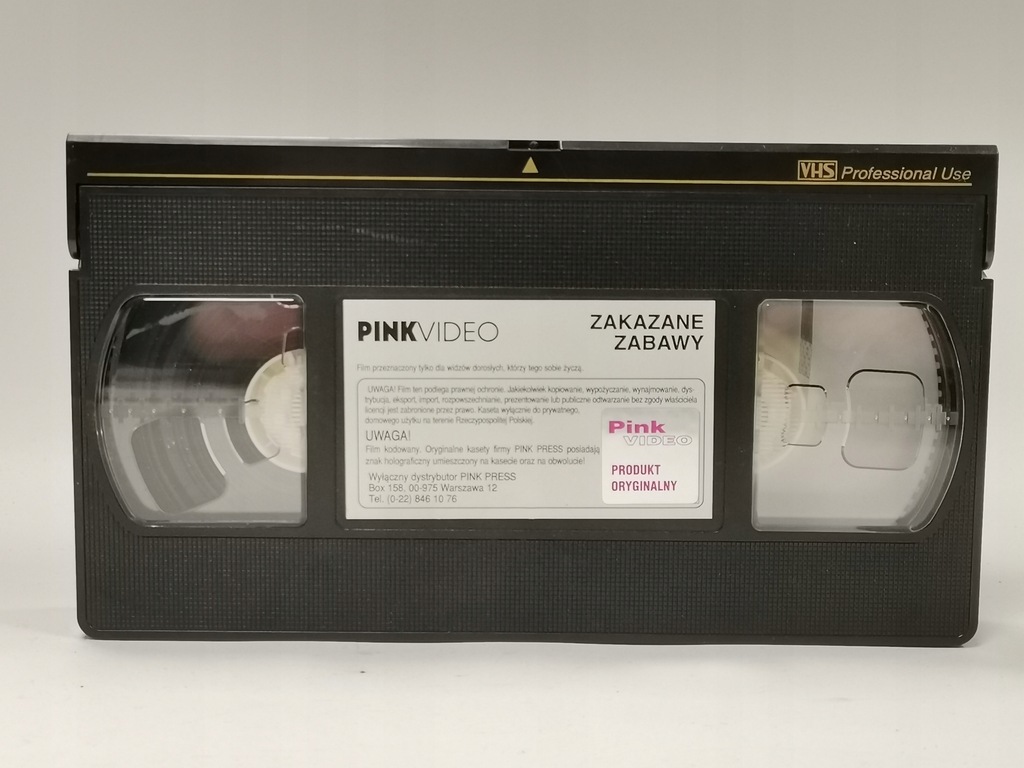 VHS Professional Use
PINKVIDEO
ZAKAZANE
ZABAWY
Film przeznaczony tylko dla widzów dorosłych, którzy tego sobie życzą.
UWAGA! Film ten podlega prawnej ochronie. Jakiekolwiek kopiowanie, wypożyczanie, wynajmowanie, dys-
trybucja, eksport, import, rozpowszechnianie, prezentowanie lub publiczne odtwarzanie bez zgody właściciela
licencji jest zabronione przez prawo. Kaseta wyłącznie do prywatnego,
domowego użytku na terenie Rzeczypospolitej Polskiej.
UWAGA!
Film kodowany. Oryginalne kasety firmy PINK PRESS posiadają
znak holograficzny umieszczony na kasecie oraz na obwolucie!
Wyłączny dystrybutor PINK PRESS
Box 158, 00-975 Warszawa 12
Tel. (0-22) 846 10 76
Pink
VIDEO
PRODUKT
ORYGINALNY